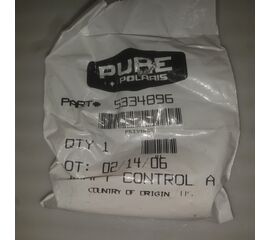 PURE
POLARIS
PART# 5334896
QTY 1
DT: 02/14/06
CONTROL A
COUNTRY OF ORIGIN